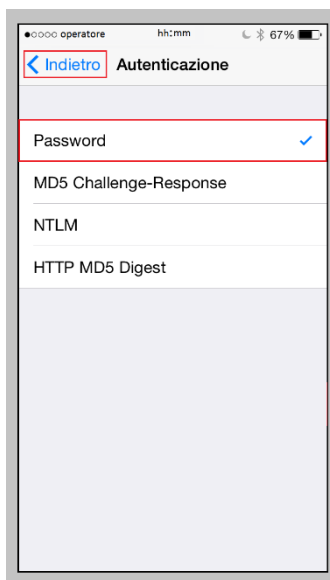 ●○○○○ operatore hh:mm 67%
Indietro Autenticazione
Password
MD5 Challenge-Response
NTLM
HTTP MD5 Digest